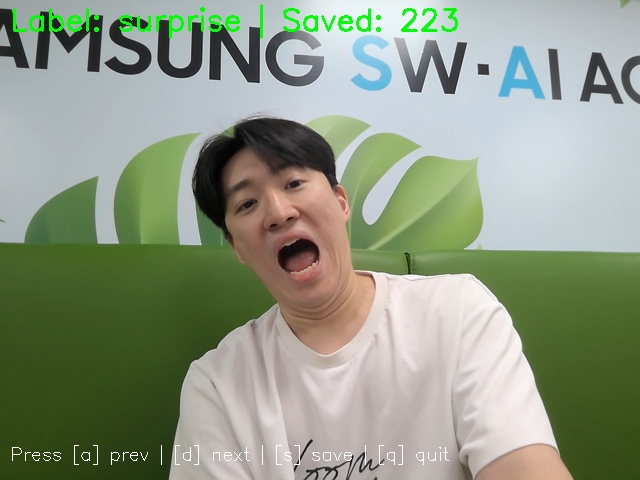 Label: surprise | Saved: 223
AMSUNG SW·AI AC
Press [a] prev | [d] next | [s] save | [q] quit